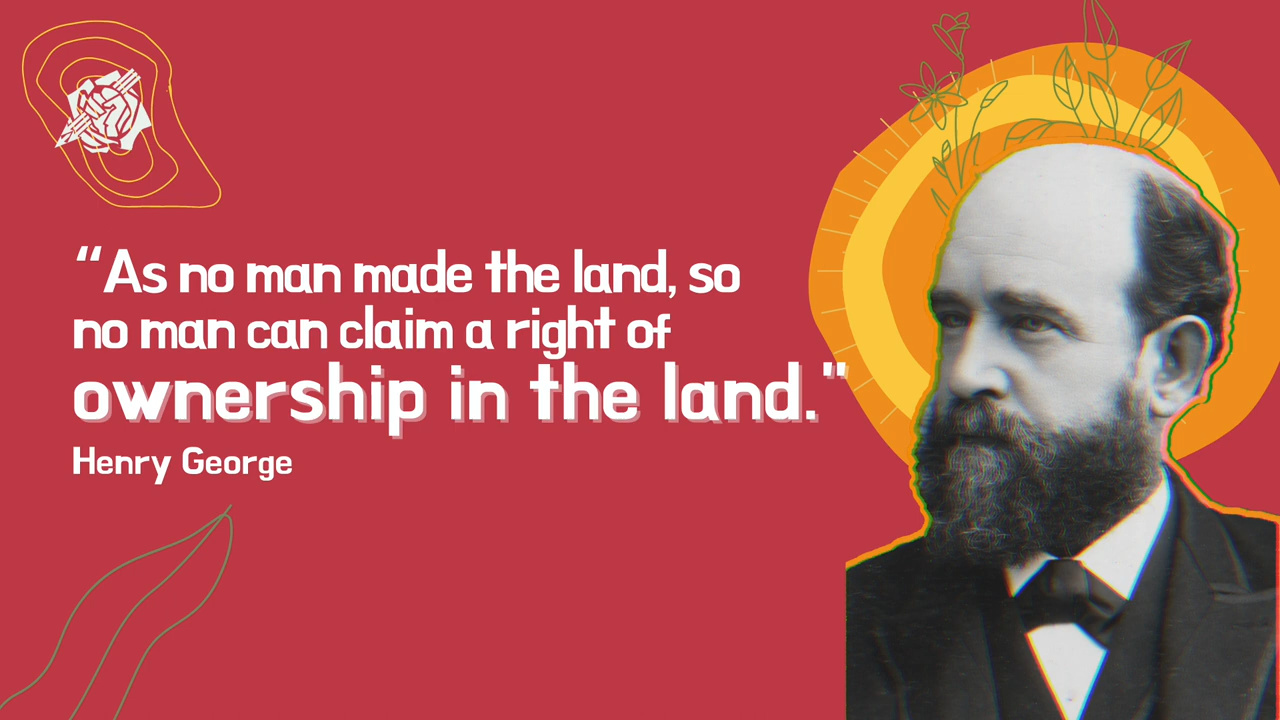 “As no man made the land, so
no man can claim a right of
ownership in the land."
Henry George